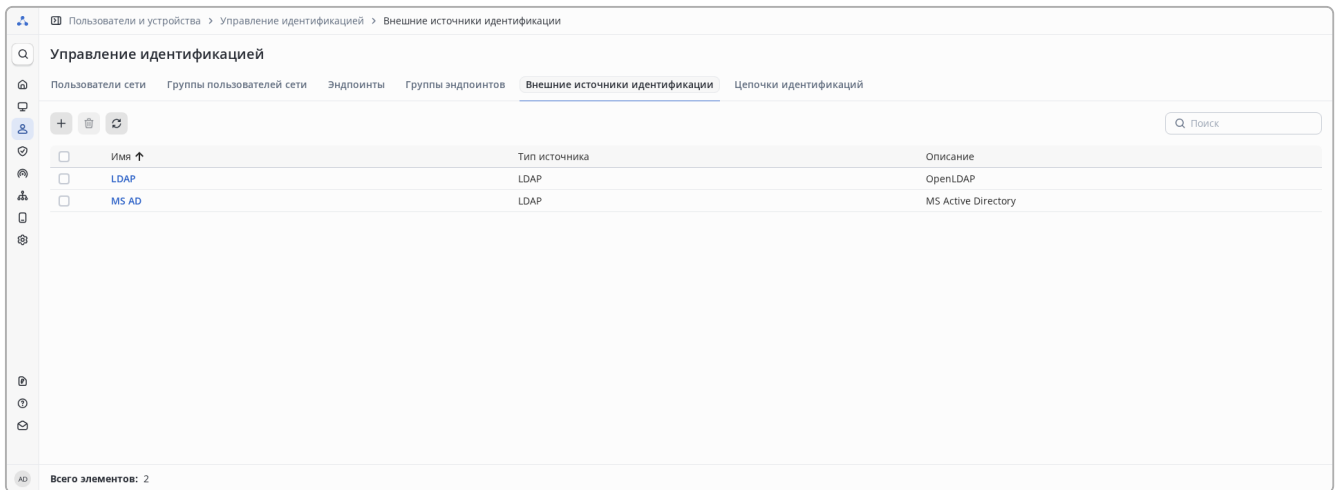 Пользователи и устройства > Управление идентификацией > Внешние источники идентификации
Управление идентификацией
Пользователи сети Группы пользователей сети Эндпоинты Группы эндпоинтов Внешние источники идентификации Цепочки идентификаций
Поиск
Имя Тип источника Описание
LDAP LDAP OpenLDAP
MS AD LDAP MS Active Directory
AD Всего элементов: 2